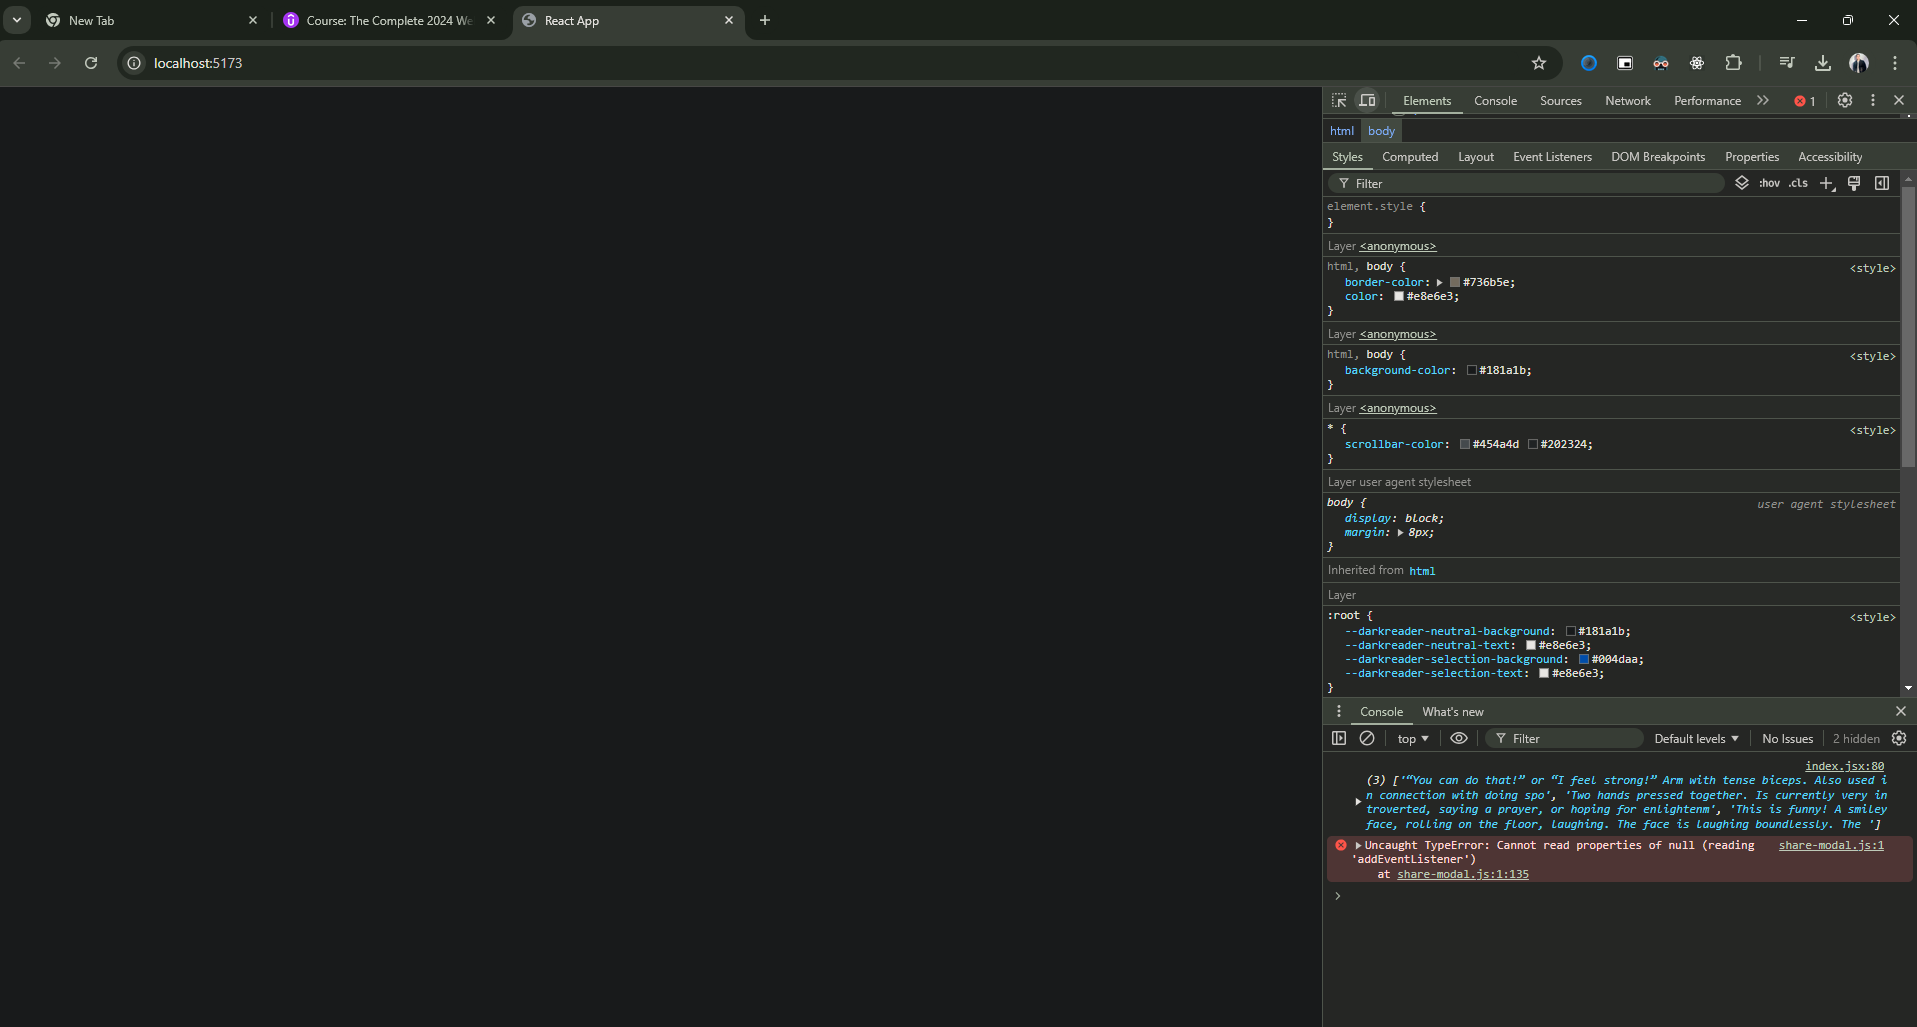 New Tab
Course: The Complete 2024 We
React App
localhost:5173
Elements Console Sources Network Performance 1
html body
Styles Computed Layout Event Listeners DOM Breakpoints Properties Accessibility
Filter :hov .cls
element.style {
}
Layer <anonymous>
html, body { <style>
border-color: #736b5e;
color: #e8e6e3;
}
Layer <anonymous>
html, body { <style>
background-color: #181a1b;
}
Layer <anonymous>
* { <style>
scrollbar-color: #454a4d #202324;
}
Layer user agent stylesheet
body { user agent stylesheet
display: block;
margin: 8px;
}
Inherited from html
Layer
:root { <style>
--darkreader-neutral-background: #181a1b;
--darkreader-neutral-text: #e8e6e3;
--darkreader-selection-background: #004daa;
--darkreader-selection-text: #e8e6e3;
}
Console What's new
top Filter Default levels No Issues 2 hidden
index.jsx:80
(3) ['“You can do that!” or “I feel strong!” Arm with tense biceps. Also used i
n connection with doing spo', 'Two hands pressed together. Is currently very in
troverted, saying a prayer, or hoping for enlightenm', 'This is funny! A smiley
face, rolling on the floor, laughing. The face is laughing boundlessly. The ']
Uncaught TypeError: Cannot read properties of null (reading share-modal.js:1
'addEventListener')
at share-modal.js:1:135